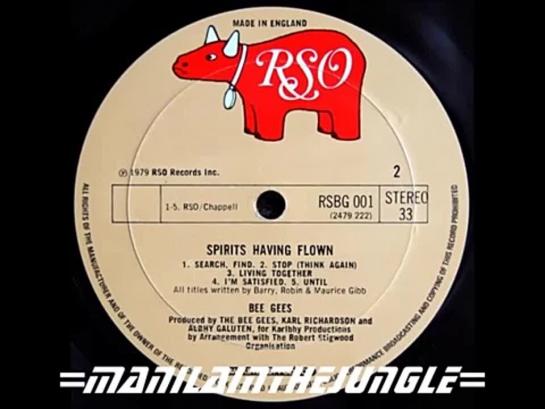 MADE IN ENGLAND
RSO
℗ 1979 RSO Records Inc.
2
1-5. RSO/Chappell
RSBG 001
(2479 222)
STEREO
33
SPIRITS HAVING FLOWN
1. SEARCH, FIND. 2. STOP (THINK AGAIN)
3. LIVING TOGETHER
4. I'M SATISFIED. 5. UNTIL
All titles written by Barry, Robin & Maurice Gibb
BEE GEES
Produced by THE BEE GEES, KARL RICHARDSON and
ALBHY GALUTEN, for Karlbhy Productions
by Arrangement with The Robert Stigwood
Organisation
ALL RIGHTS OF THE MANUFACTURER AND OF THE OWNER OF THE
BROADCASTING AND COPYING OF THIS RECORD PROHIBITED
=MANILAINTHEJUNGLE=